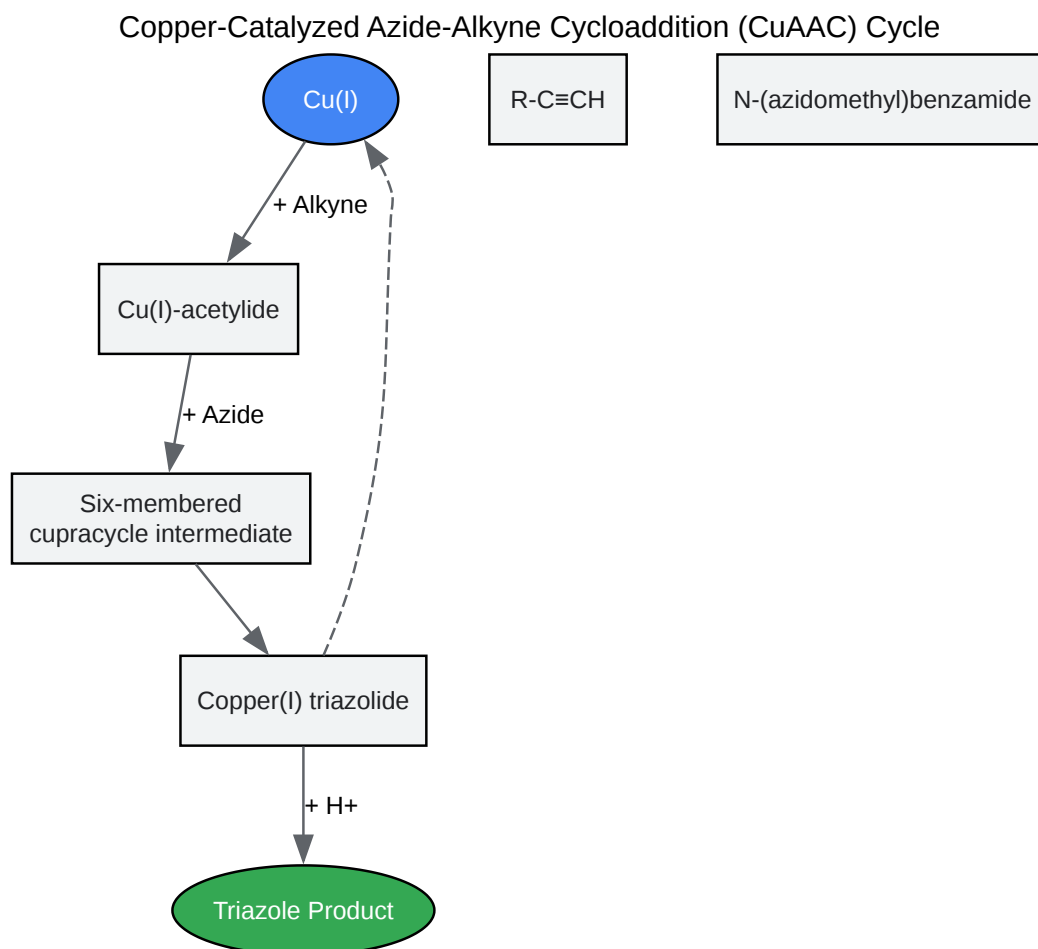 Copper-Catalyzed Azide-Alkyne Cycloaddition (CuAAC) Cycle
Cu(I)
R-C≡CH
N-(azidomethyl)benzamide
+ Alkyne
Cu(I)-acetylide
+ Azide
Six-membered
cupracycle intermediate
Copper(I) triazolide
+ H+
Triazole Product